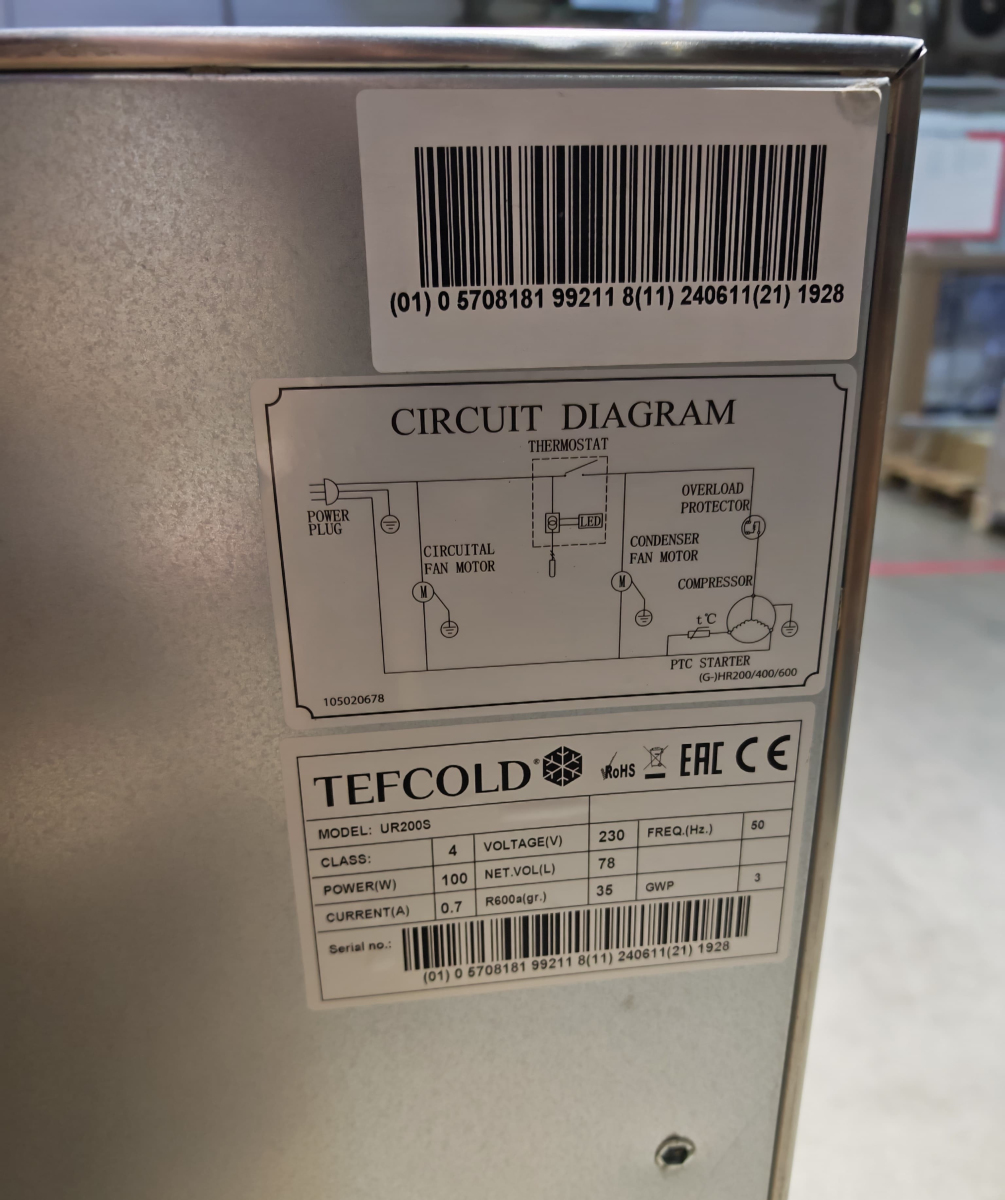 (01) 0 5708181 99211 8(11) 240611(21) 1928
CIRCUIT DIAGRAM
THERMOSTAT
POWER
PLUG
LED
OVERLOAD
PROTECTOR
CIRCUITAL
FAN MOTOR
M
CONDENSER
FAN MOTOR
M
COMPRESSOR
t℃
PTC STARTER
(G-)HR200/400/600
105020678
TEFCOLD® RoHS EAC CE
MODEL: UR200S
CLASS: 4 VOLTAGE(V) 230 FREQ.(Hz.) 50
POWER(W) 100 NET.VOL(L) 78
CURRENT(A) 0.7 R600a(gr.) 35 GWP 3
Serial no.:
(01) 0 5708181 99211 8(11) 240611(21) 1928